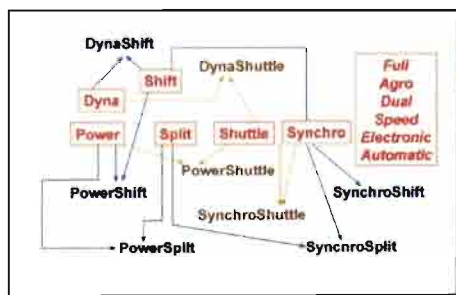 DynaShift
DynaShuttle
Full
Shift
Agro
Dyna
Dual
Power
Split
Shuttle
Synchro
Speed
Electronic
Automatic
PowerShuttle
PowerShift
SynchroShift
SynchroShuttle
PowerSplit
SyncnroSplit